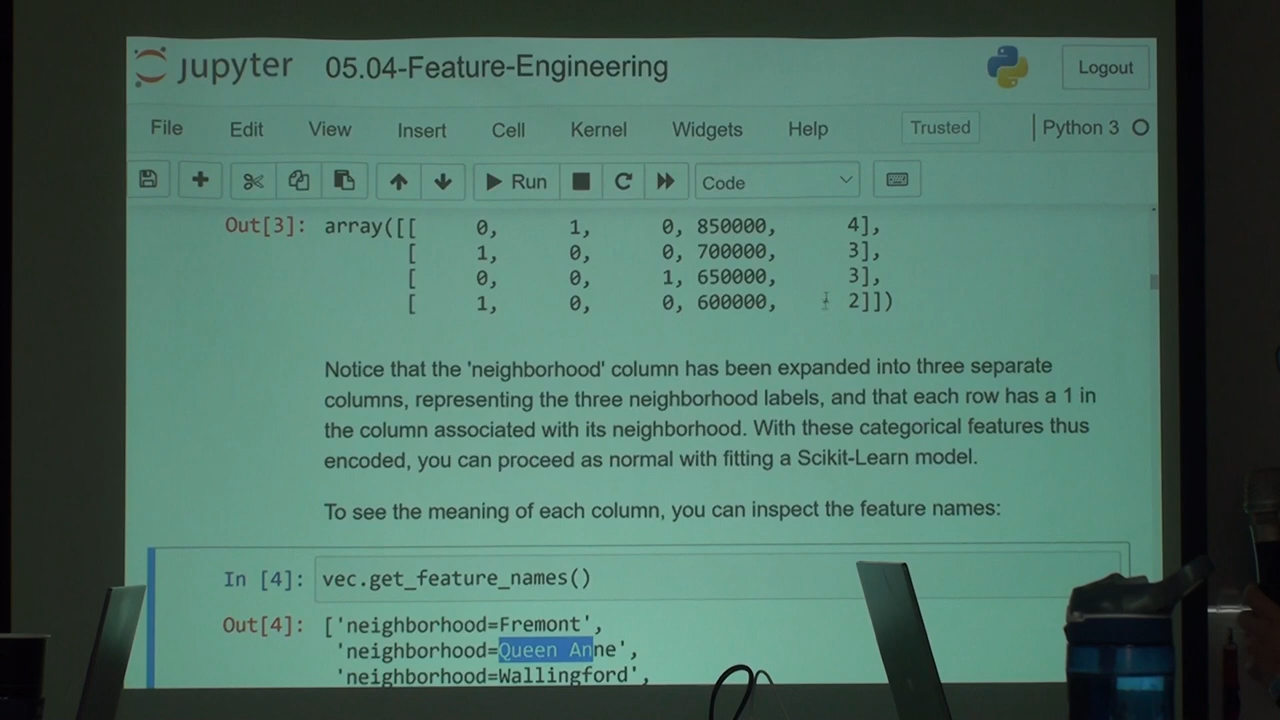 jupyter 05.04-Feature-Engineering Logout
File Edit View Insert Cell Kernel Widgets Help Trusted Python 3
Run Code
Out[3]: array([[ 0, 1, 0, 850000, 4],
[ 1, 0, 0, 700000, 3],
[ 0, 0, 1, 650000, 3],
[ 1, 0, 0, 600000, 2]])
Notice that the 'neighborhood' column has been expanded into three separate
columns, representing the three neighborhood labels, and that each row has a 1 in
the column associated with its neighborhood. With these categorical features thus
encoded, you can proceed as normal with fitting a Scikit-Learn model.
To see the meaning of each column, you can inspect the feature names:
In [4]: vec.get_feature_names()
Out[4]: ['neighborhood=Fremont',
'neighborhood=Queen Anne',
'neighborhood=Wallingford',